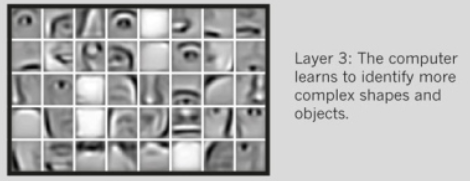 Layer 3: The computer
learns to identify more
complex shapes and
objects.